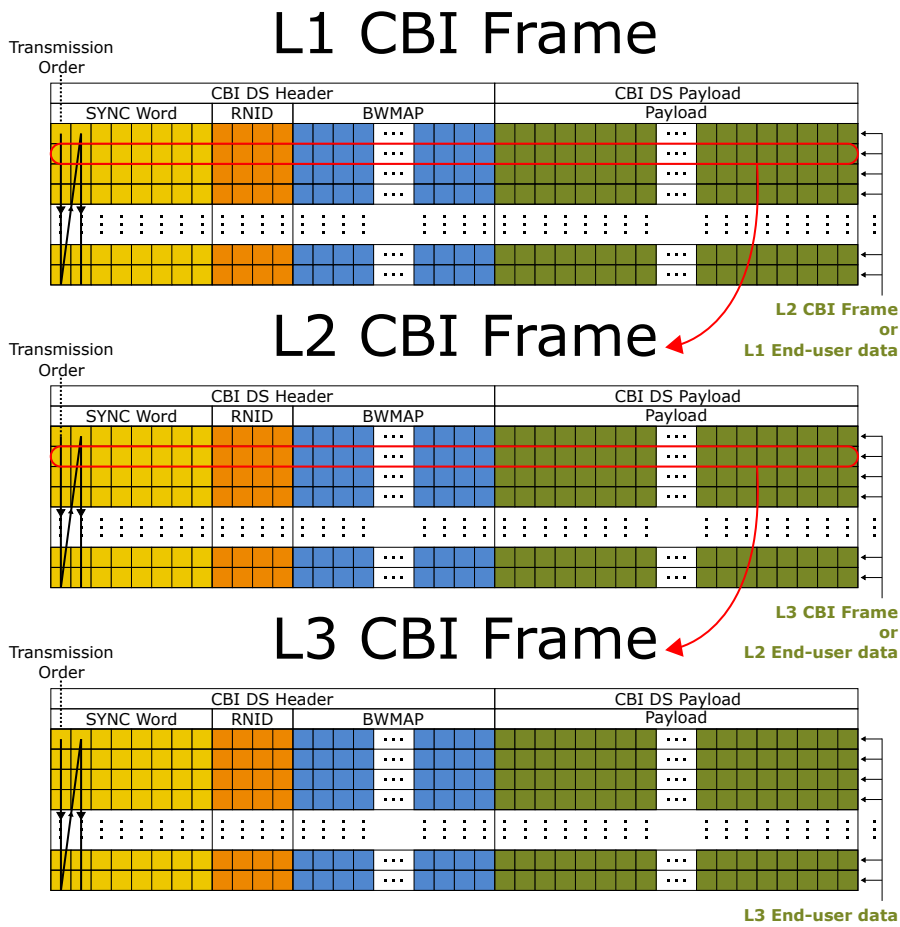 L1 CBI Frame
Transmission
Order
CBI DS Header
CBI DS Payload
SYNC Word
RNID
BWMAP
Payload
L2 CBI Frame
or
L1 End-user data
L2 CBI Frame
Transmission
Order
CBI DS Header
CBI DS Payload
SYNC Word
RNID
BWMAP
Payload
L3 CBI Frame
or
L2 End-user data
L3 CBI Frame
Transmission
Order
CBI DS Header
CBI DS Payload
SYNC Word
RNID
BWMAP
Payload
L3 End-user data